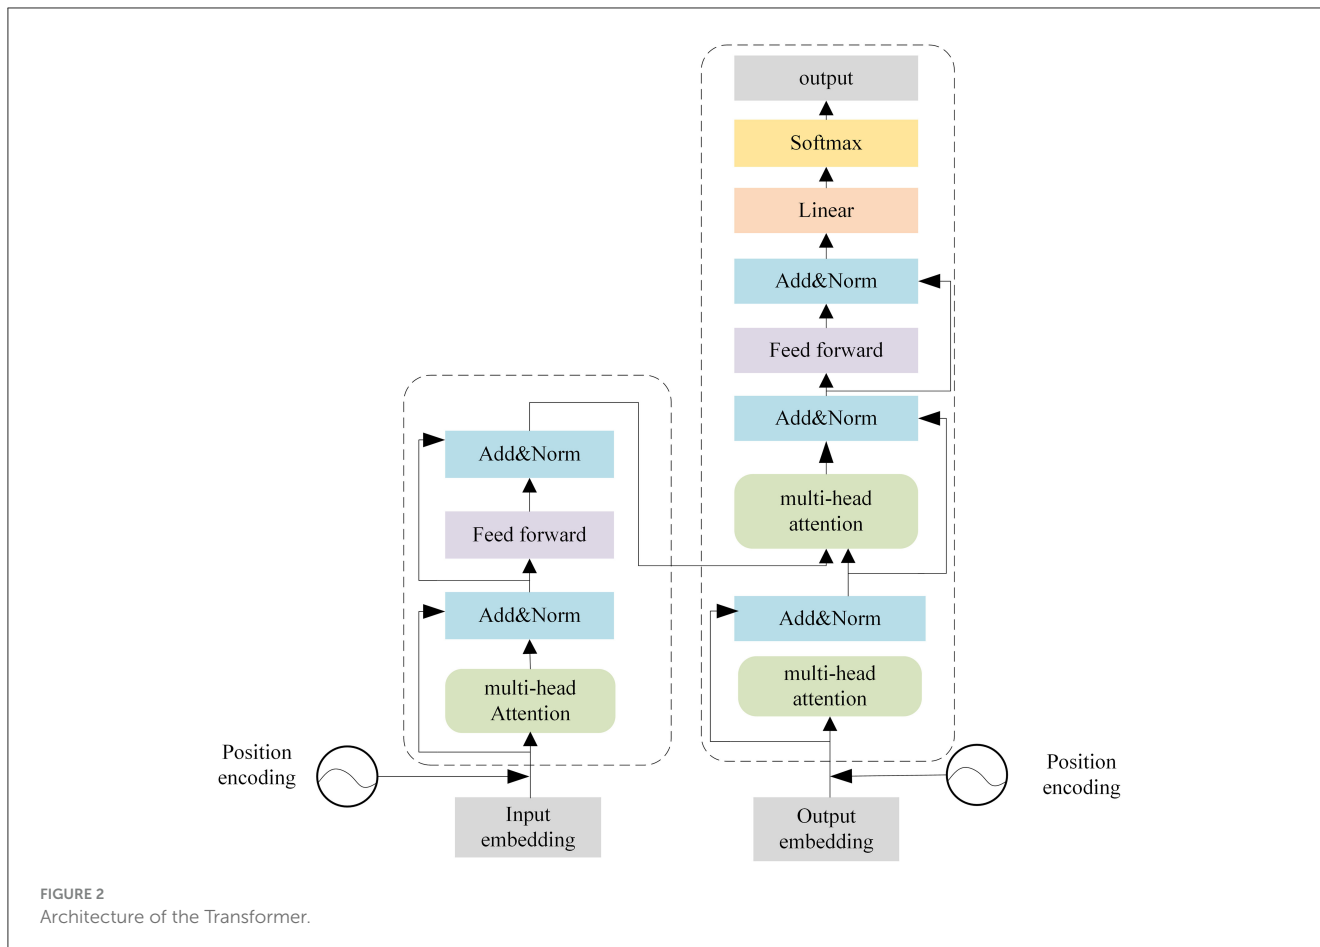 output
Softmax
Linear
Add&Norm
Feed forward
Add&Norm
multi-head
attention
Add&Norm
multi-head
attention
Output
embedding
Position
encoding
Add&Norm
Feed forward
Add&Norm
multi-head
Attention
Input
embedding
Position
encoding
FIGURE 2
Architecture of the Transformer.